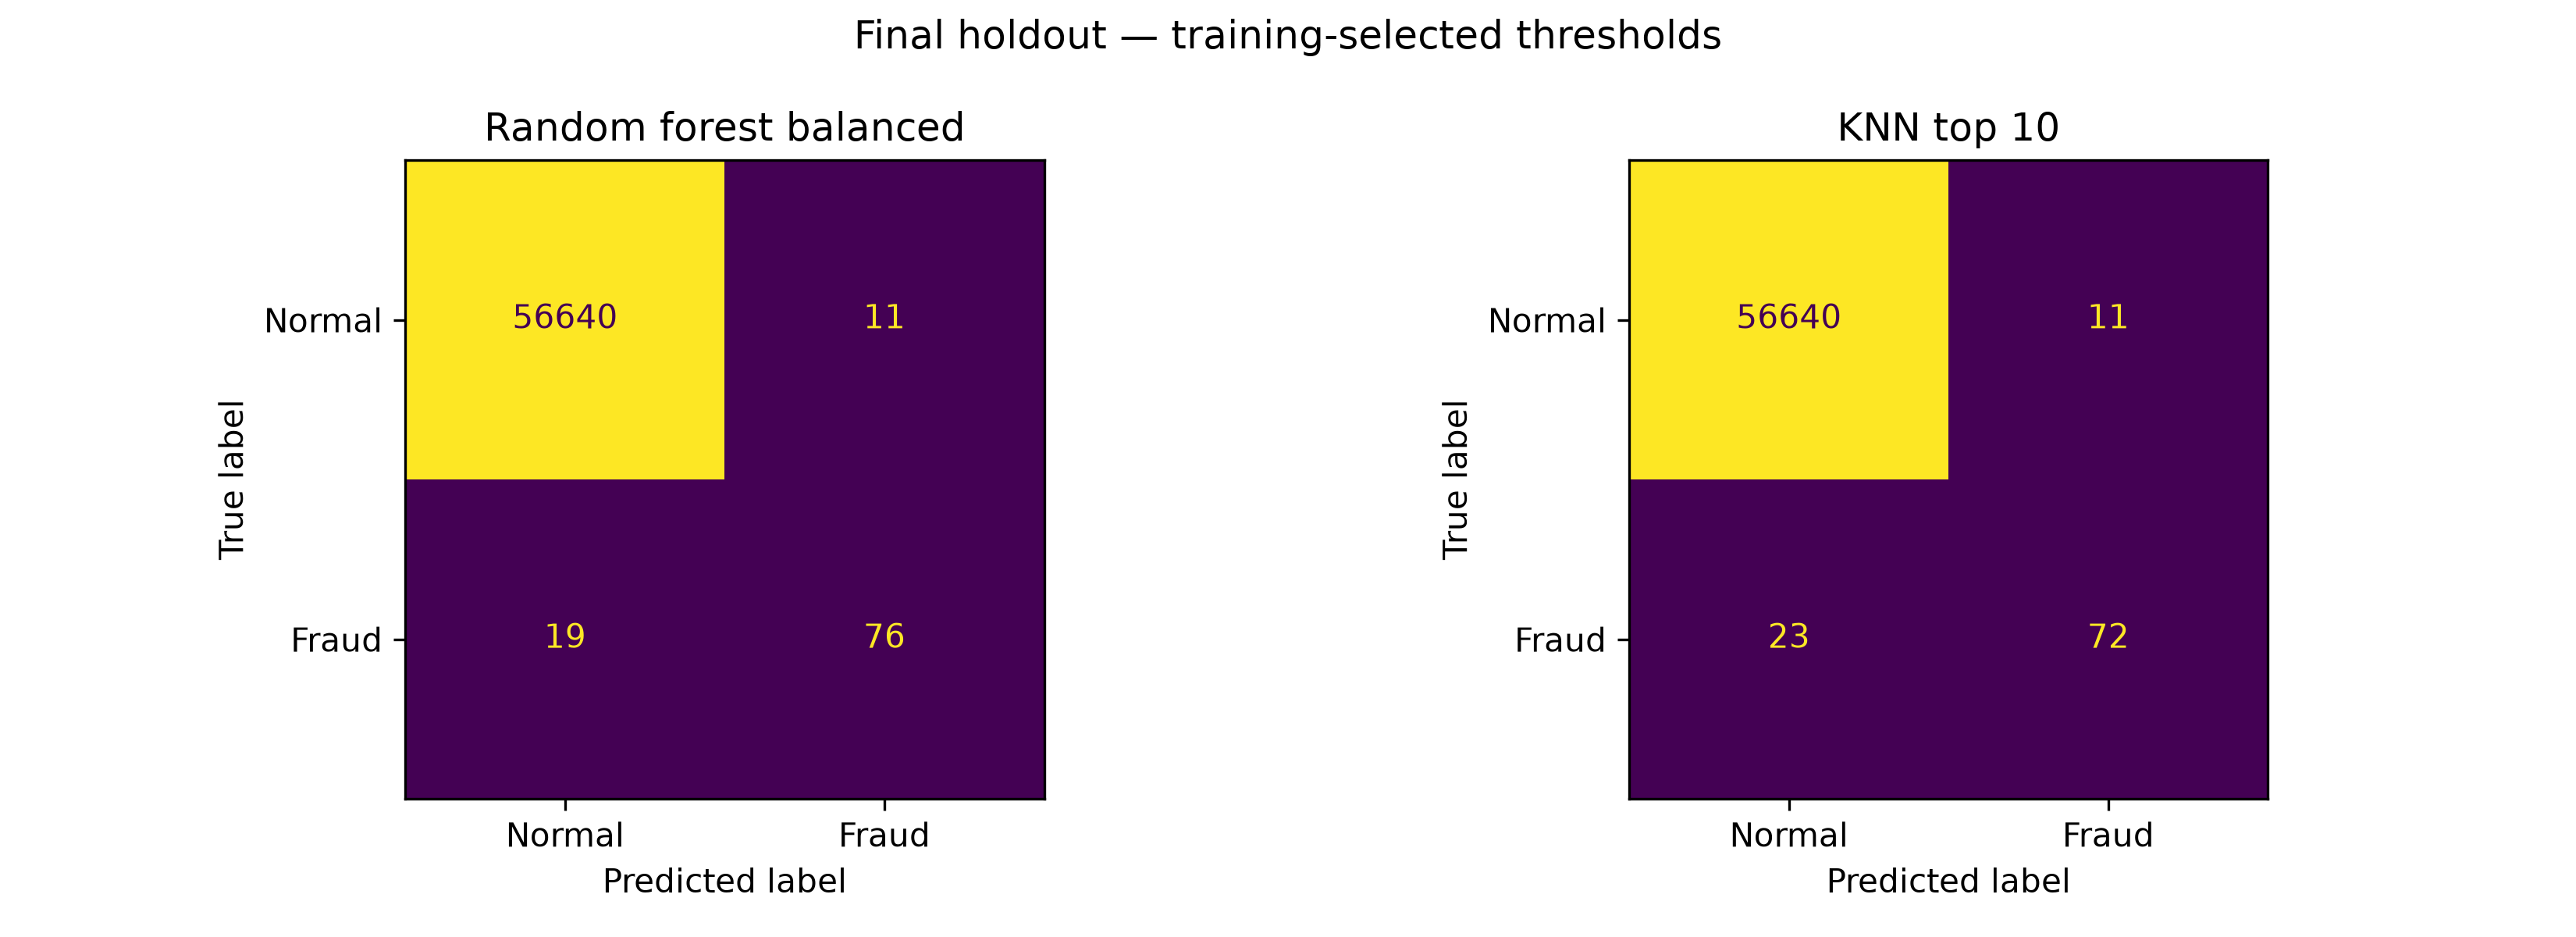 Final holdout — training-selected thresholds
Random forest balanced
True label
Normal
Fraud
56640
11
19
76
Normal
Fraud
Predicted label
KNN top 10
True label
Normal
Fraud
56640
11
23
72
Normal
Fraud
Predicted label